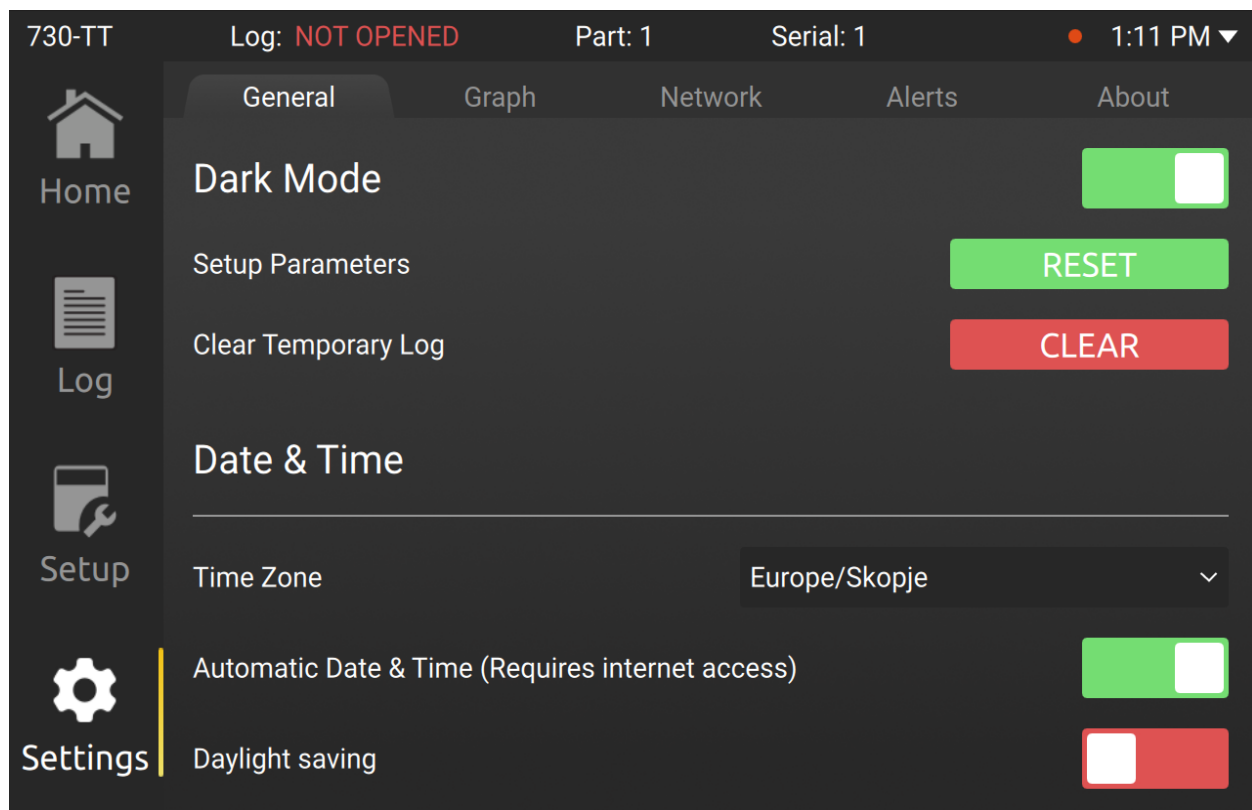 730-TT Log: NOT OPENED Part: 1 Serial: 1 1:11 PM
General Graph Network Alerts About
Home
Log
Setup
Settings
Dark Mode
Setup Parameters RESET
Clear Temporary Log CLEAR
Date & Time
Time Zone Europe/Skopje
Automatic Date & Time (Requires internet access)
Daylight saving